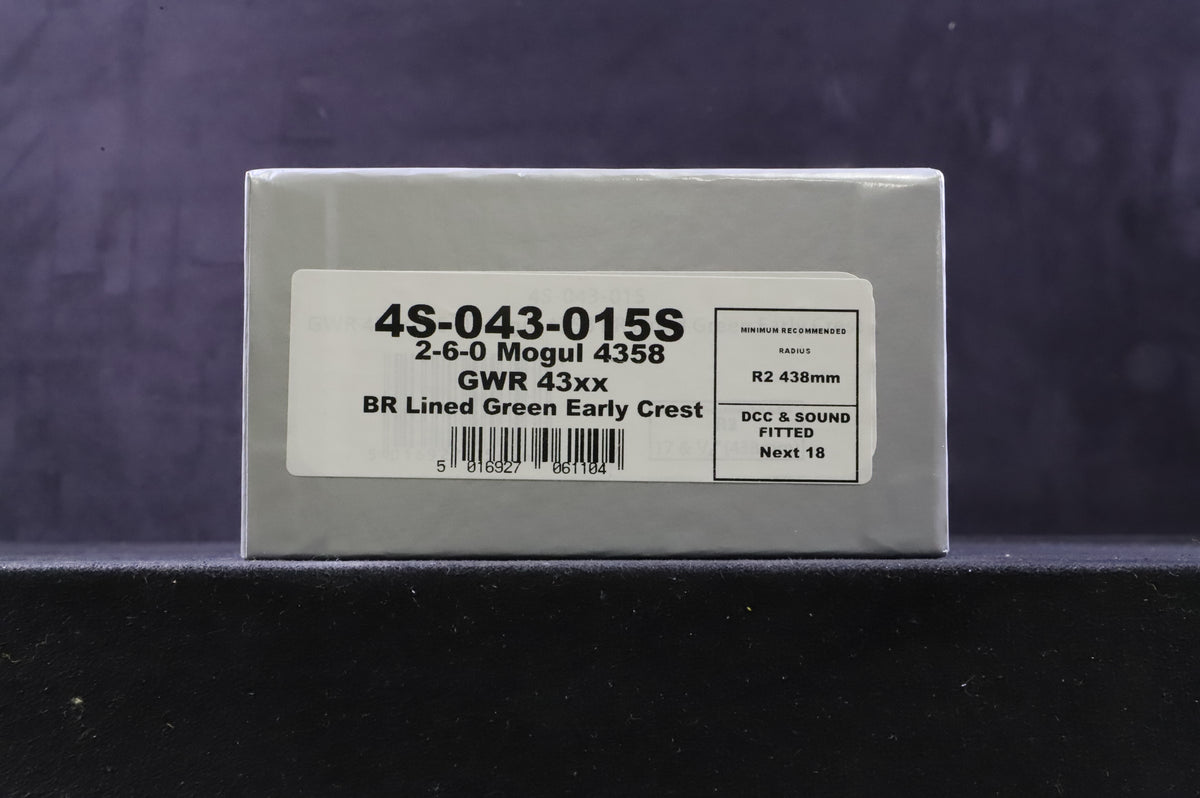 4S-043-015S
2-6-0 Mogul 4358
GWR 43xx
BR Lined Green Early Crest
5 016927 061104
MINIMUM RECOMMENDED
RADIUS
R2 438mm
DCC & SOUND
FITTED
Next 18